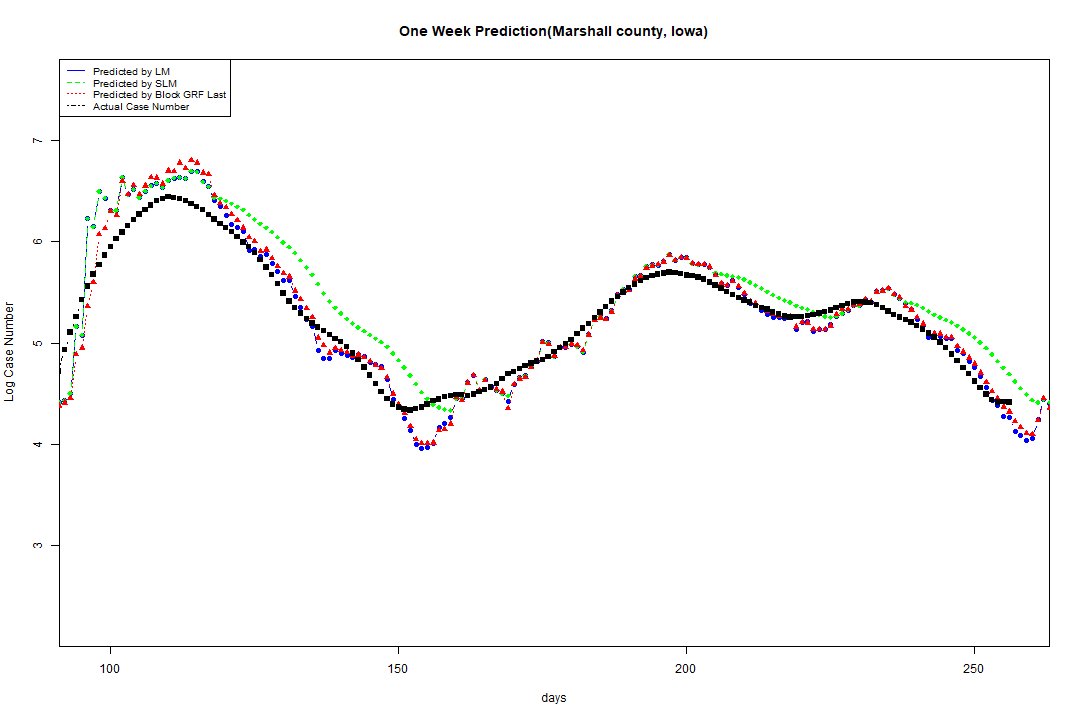 One Week Prediction(Marshall county, Iowa)
Predicted by LM
Predicted by SLM
Predicted by Block GRF Last
Actual Case Number
7
6
5
4
3
Log Case Number
100 150 200 250
days